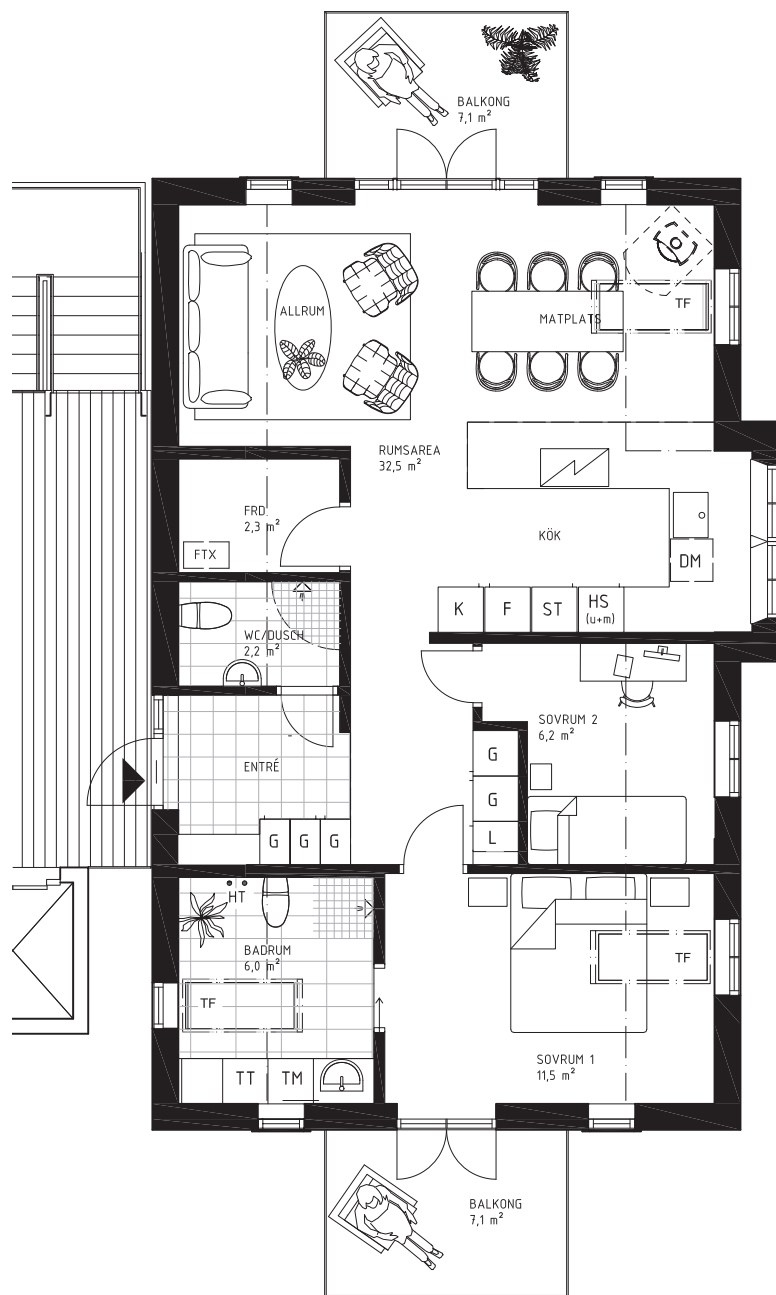 BALKONG
7,1 m²
ALLRUM
MATPLATS
TF
RUMSAREA
32,5 m²
FRD
2,3 m²
FTX
KÖK
DM
K
F
ST
HS
(u+m)
WC/DUSCH
2,2 m²
SOVRUM 2
6,2 m²
ENTRÉ
G
G
L
G
G
G
HT
BADRUM
6,0 m²
TF
TF
TT
TM
SOVRUM 1
11,5 m²
BALKONG
7,1 m²